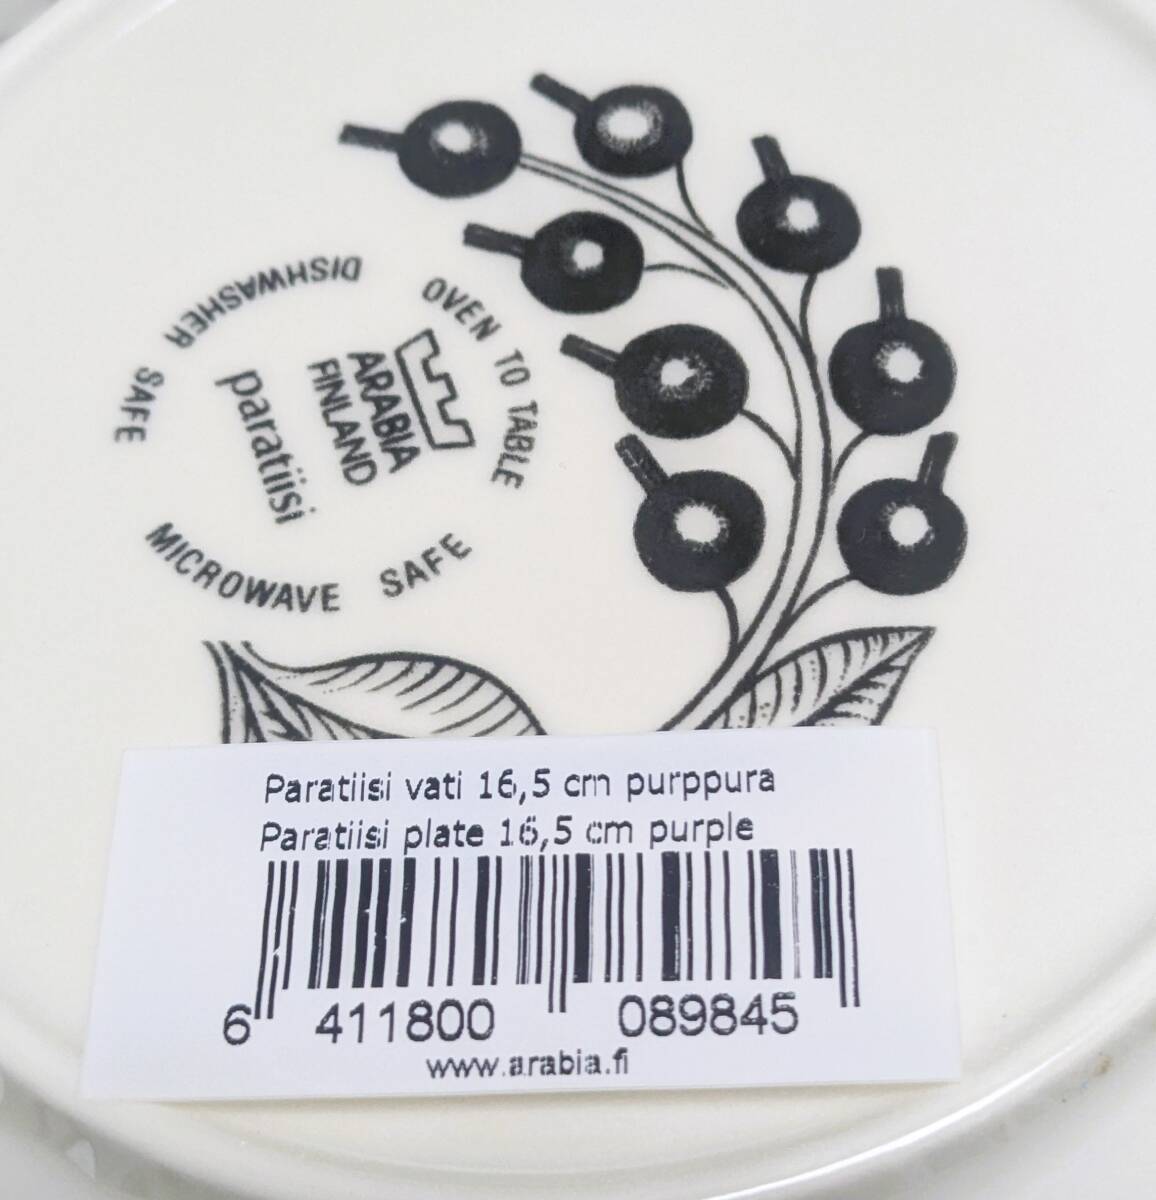 OVEN TO TABLE
DISHWASHER SAFE
ARABIA
FINLAND
paratiisi
MICROWAVE SAFE
Paratiisi vati 16,5 cm purppura
Paratiisi plate 16,5 cm purple
6 411800 089845
www.arabia.fi